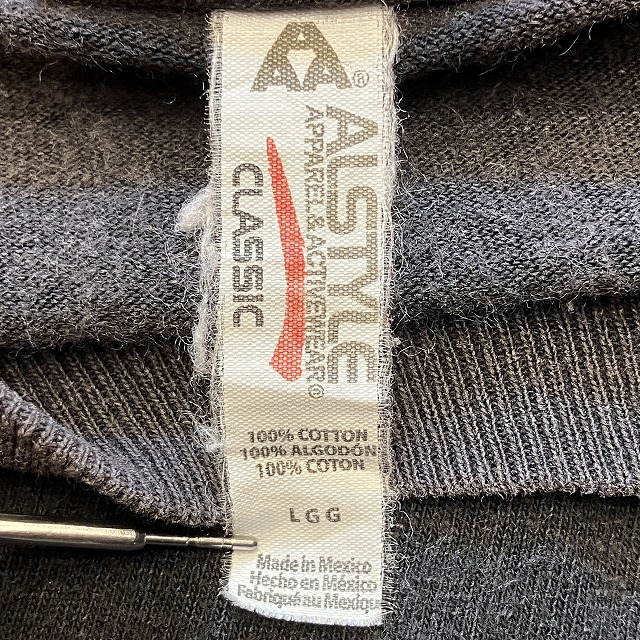 AA®
ALSTYLE
APPAREL & ACTIVEWEAR®
CLASSIC
100% COTTON
100% ALGODÓN
100% COTON
L G G
Made in Mexico
Hecho en México
Fabriqué au Mexique